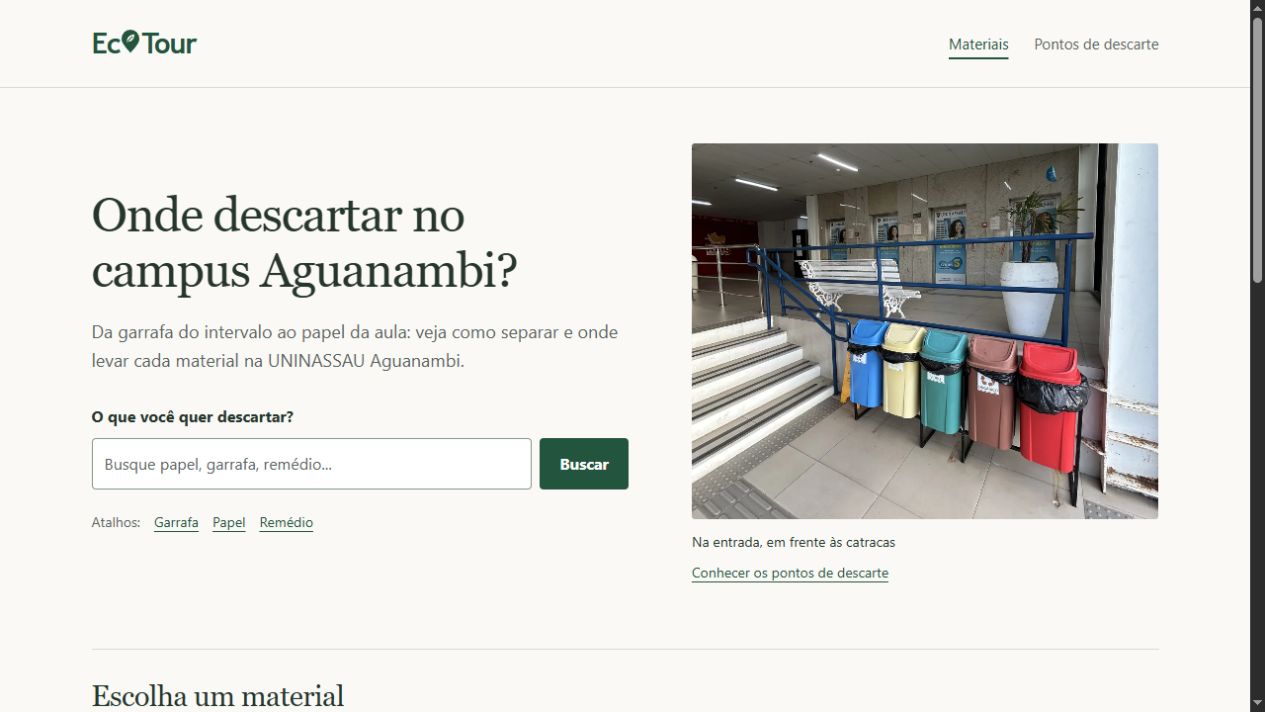 EcoTour
Materiais
Pontos de descarte
Onde descartar no
campus Aguanambi?
Da garrafa do intervalo ao papel da aula: veja como separar e onde
levar cada material na UNINASSAU Aguanambi.
O que você quer descartar?
Busque papel, garrafa, remédio...
Buscar
Atalhos: Garrafa Papel Remédio
Na entrada, em frente às catracas
Conhecer os pontos de descarte
Escolha um material